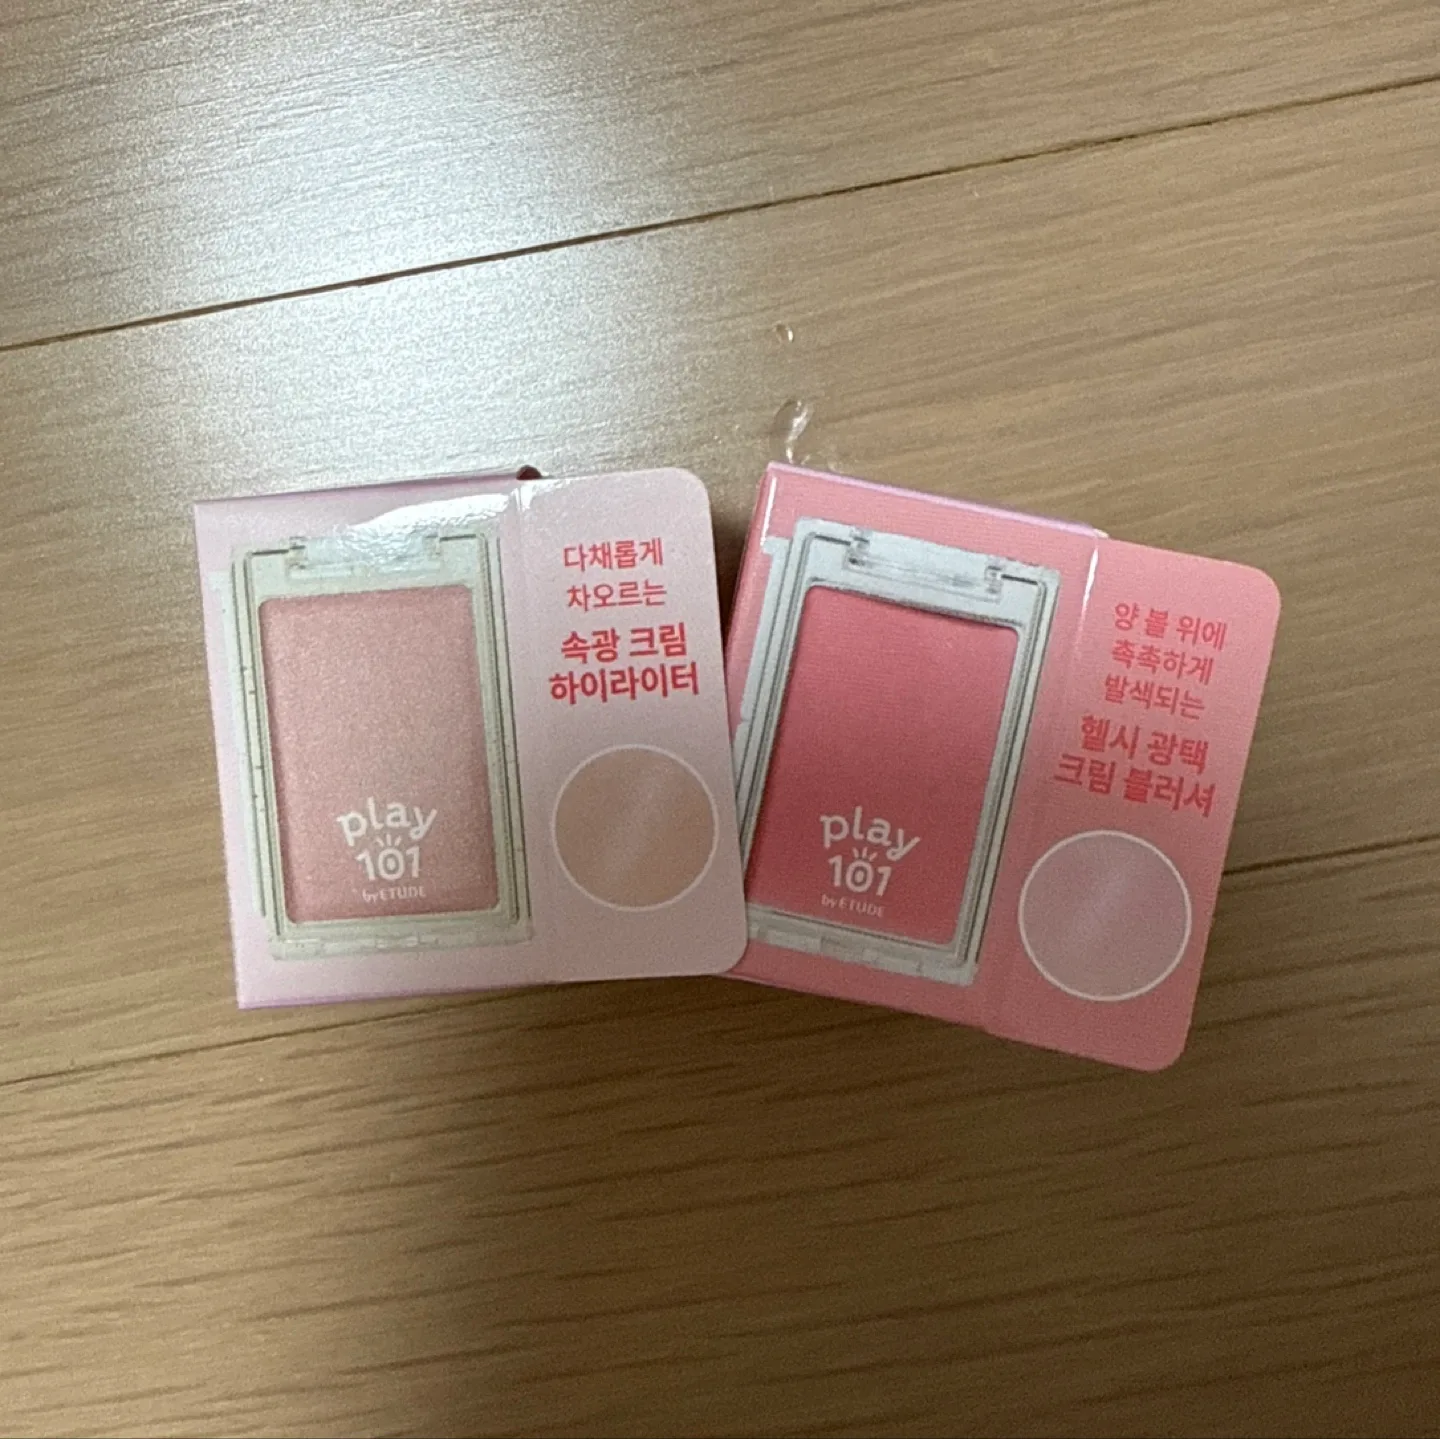 다채롭게
차오르는
속광 크림
하이라이터
play
101
by ETUDE
양 볼 위에
촉촉하게
발색되는
헬시 광택
크림 블러셔
play
101
by ETUDE